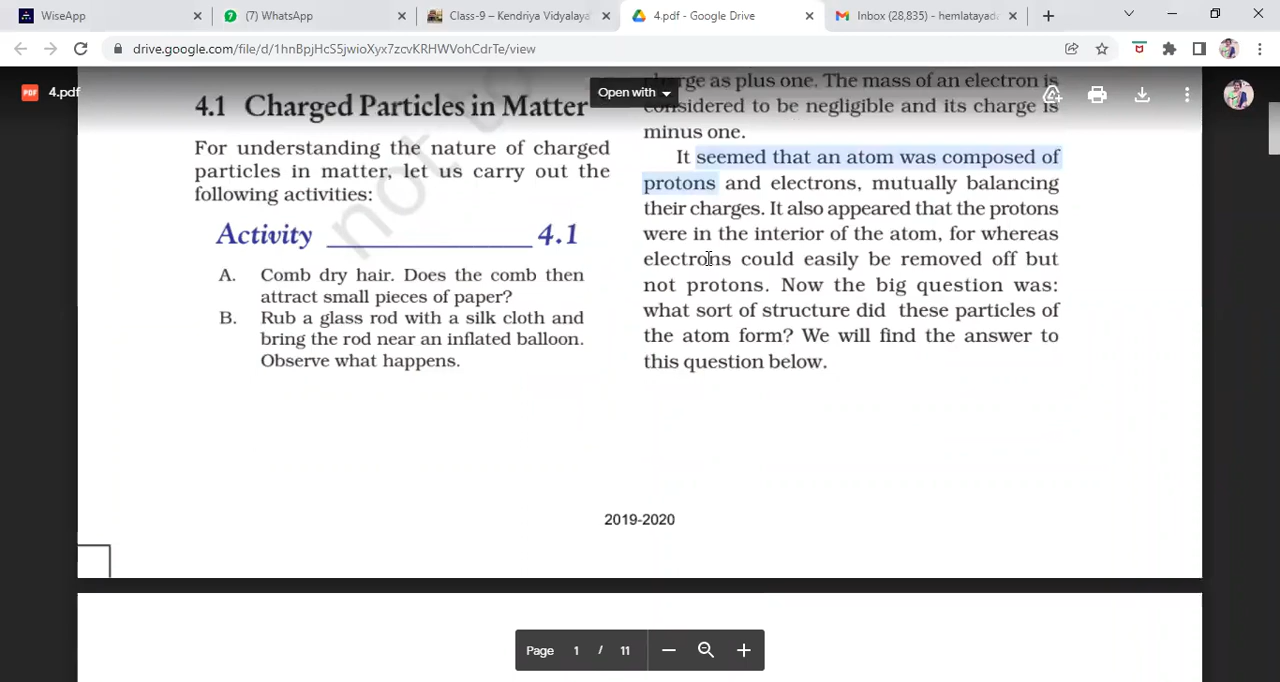 WiseApp
(7) WhatsApp
Class-9 – Kendriya Vidyalaya
4.pdf - Google Drive
Inbox (28,835) - hemlatayada
drive.google.com/file/d/1hnBpjHcS5jwioXyx7zcvKRHWVohCdrTe/view
PDF
4.pdf
Open with
4.1 Charged Particles in Matter
For understanding the nature of charged
particles in matter, let us carry out the
following activities:
Activity ______________ 4.1
A. Comb dry hair. Does the comb then
attract small pieces of paper?
B. Rub a glass rod with a silk cloth and
bring the rod near an inflated balloon.
Observe what happens.
not
charge as plus one. The mass of an electron is
considered to be negligible and its charge is
minus one.
It seemed that an atom was composed of
protons and electrons, mutually balancing
their charges. It also appeared that the protons
were in the interior of the atom, for whereas
electrons could easily be removed off but
not protons. Now the big question was:
what sort of structure did these particles of
the atom form? We will find the answer to
this question below.
2019-2020
Page 1 / 11